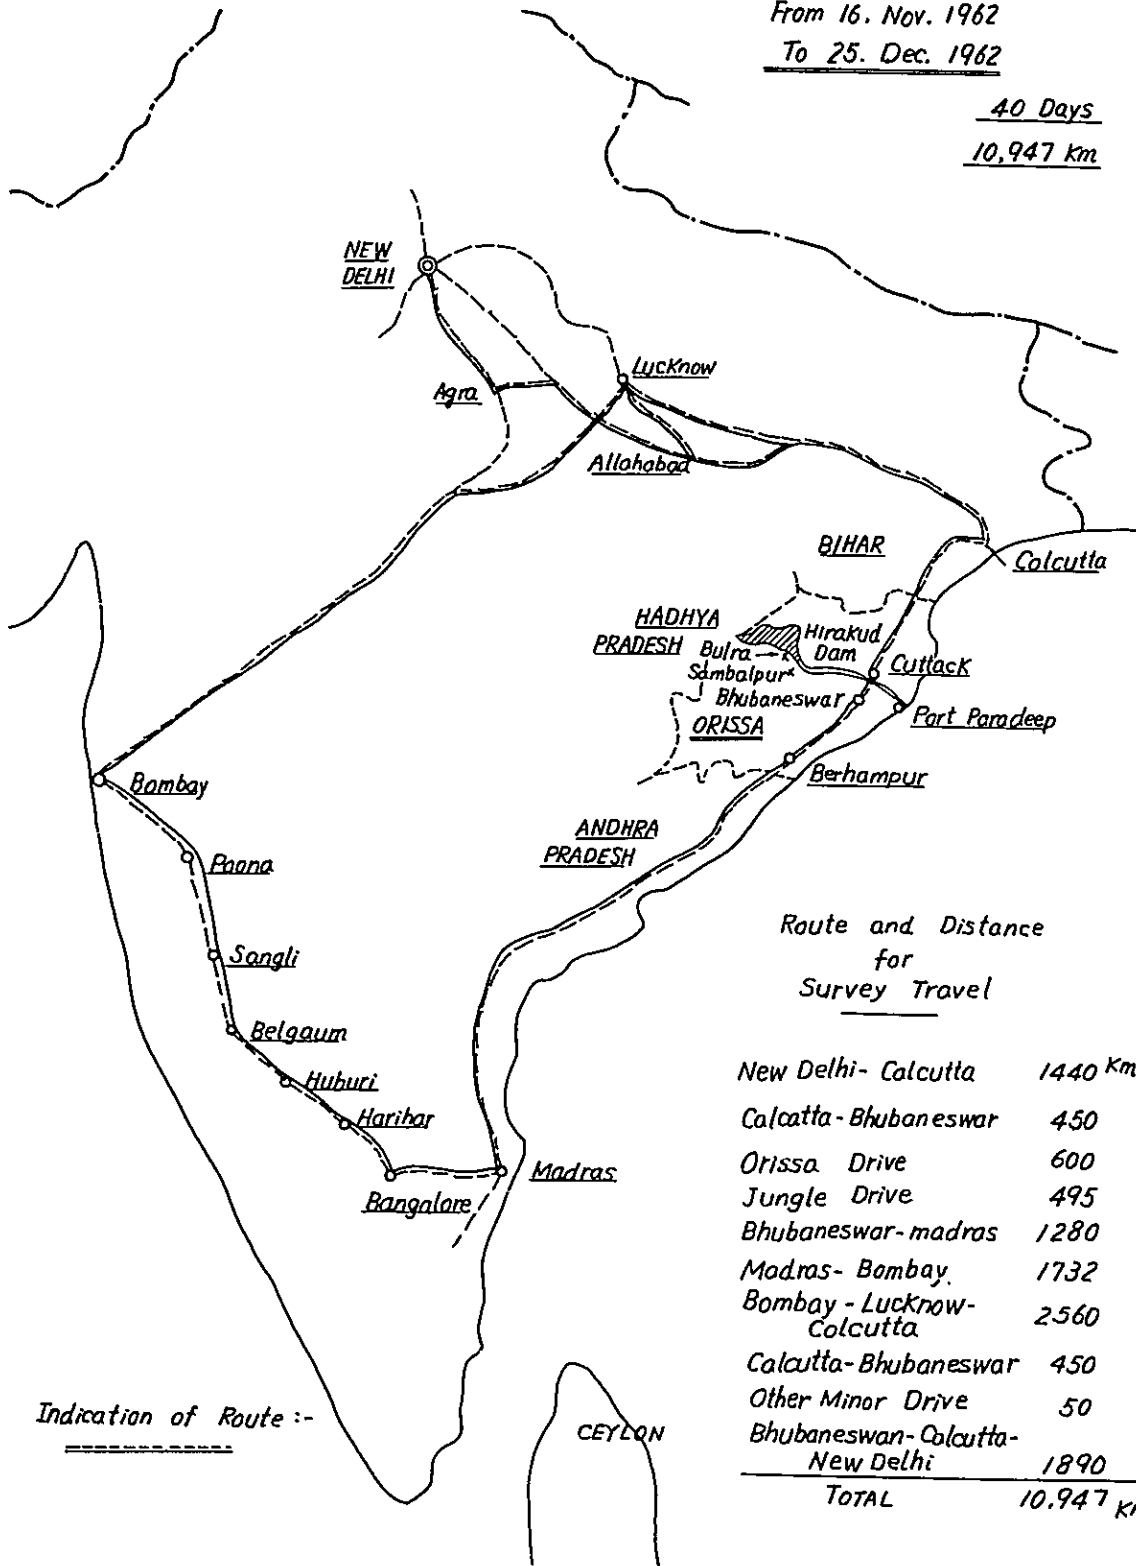 From 16. Nov. 1962
To 25. Dec. 1962
40 Days
10,947 Km
NEW
DELHI
Lucknow
Agra
Allahabad
BIHAR
Colcutta
HADHYA
PRADESH
Hirakud
Dam
Bulra
Sambalpur
Cuttack
Bhubaneswar
Port Paradeep
ORISSA
Berhampur
Bombay
ANDHRA
PRADESH
Poona
Sangli
Belgaum
Huburi
Harihar
Bangalore
Madras
CEYLON
Indication of Route :-
Route and Distance
for
Survey Travel
New Delhi- Calcutta 1440 Km
Calcatta-Bhubaneswar 450
Orissa Drive 600
Jungle Drive 495
Bhubaneswar-madras 1280
Madras- Bombay. 1732
Bombay - Lucknow-
Colcutta 2560
Calcutta-Bhubaneswar 450
Other Minor Drive 50
Bhubaneswan-Calcutta-
New Delhi 1890
TOTAL 10.947 Km